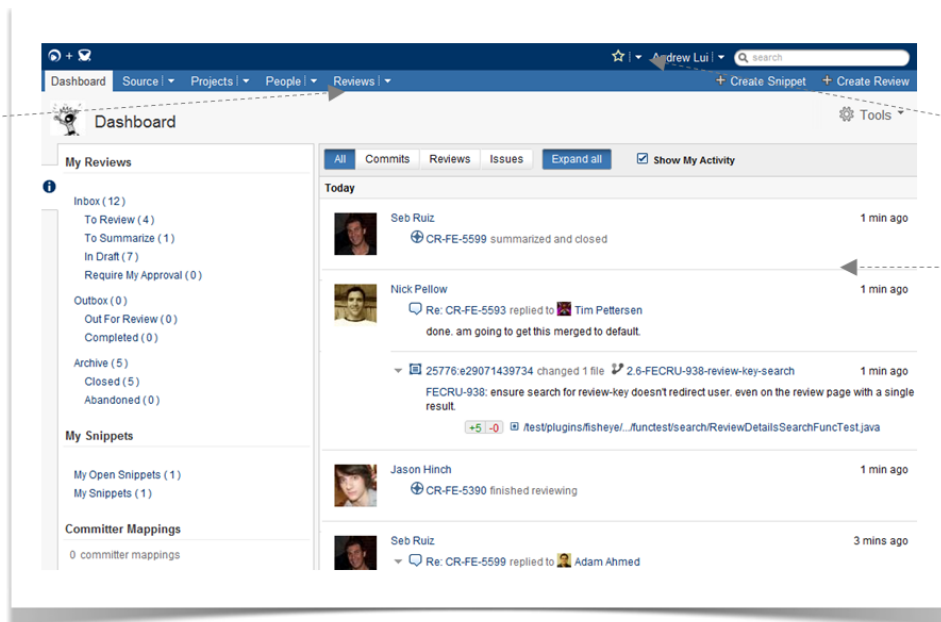 +
Andrew Lui
search
Dashboard Source Projects People Reviews + Create Snippet + Create Review
Dashboard
Tools
My Reviews
Inbox (12)
To Review (4)
To Summarize (1)
In Draft (7)
Require My Approval (0)
Outbox (0)
Out For Review (0)
Completed (0)
Archive (5)
Closed (5)
Abandoned (0)
My Snippets
My Open Snippets (1)
My Snippets (1)
Committer Mappings
0 committer mappings
All Commits Reviews Issues Expand all Show My Activity
Today
Seb Ruiz 1 min ago
CR-FE-5599 summarized and closed
Nick Pellow 1 min ago
Re: CR-FE-5593 replied to Tim Pettersen
done. am going to get this merged to default.
25776:e29071439734 changed 1 file 2.6-FECRU-938-review-key-search 1 min ago
FECRU-938: ensure search for review-key doesn't redirect user. even on the review page with a single
result.
+5 -0 /test/plugins/fisheye/.../functest/search/ReviewDetailsSearchFuncTest.java
Jason Hinch 1 min ago
CR-FE-5390 finished reviewing
Seb Ruiz 3 mins ago
Re: CR-FE-5599 replied to Adam Ahmed